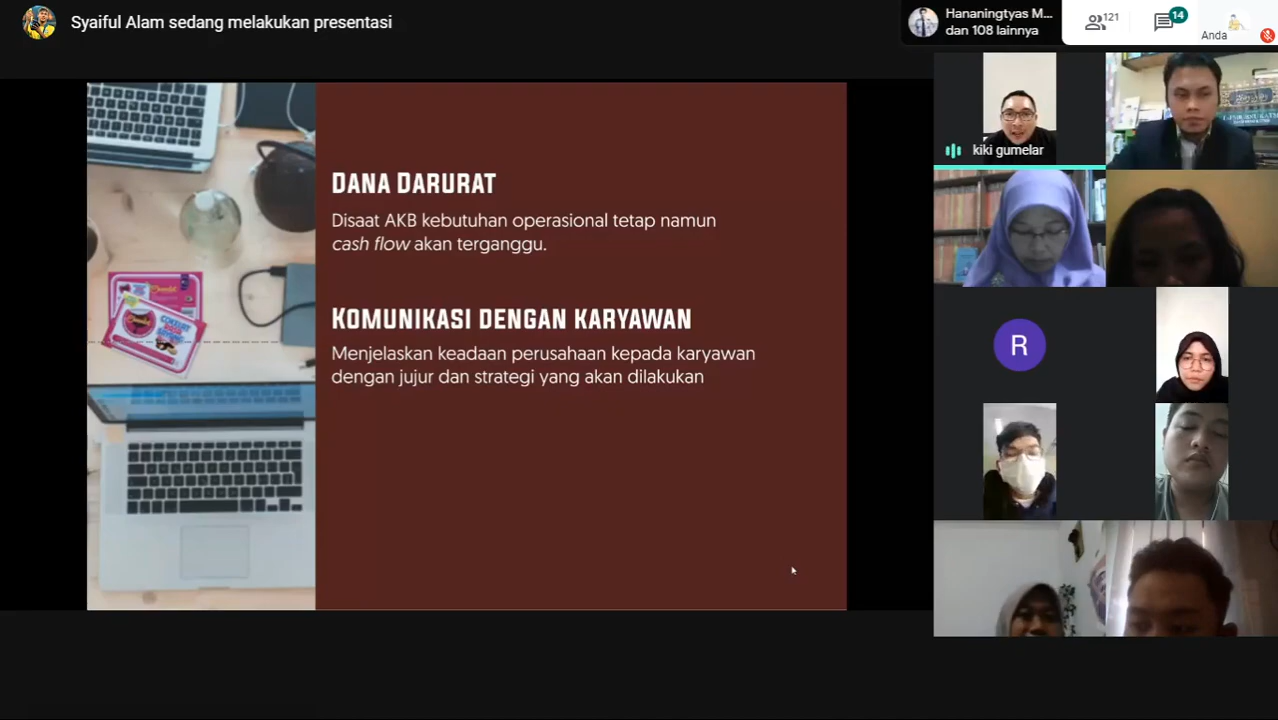 Syaiful Alam sedang melakukan presentasi
Hananingtyas M...
dan 108 lainnya
121
14
Anda
DANA DARURAT
Disaat AKB kebutuhan operasional tetap namun
cash flow akan terganggu.
KOMUNIKASI DENGAN KARYAWAN
Menjelaskan keadaan perusahaan kepada karyawan
dengan jujur dan strategi yang akan dilakukan
kiki gumelar
R